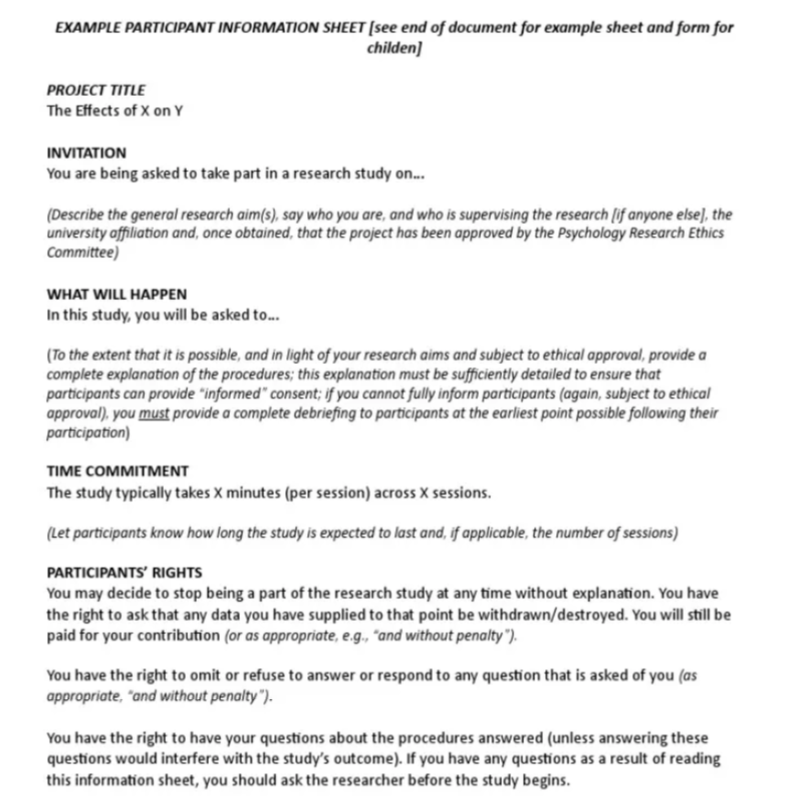 EXAMPLE PARTICIPANT INFORMATION SHEET [see end of document for example sheet and form for
childen]
PROJECT TITLE
The Effects of X on Y
INVITATION
You are being asked to take part in a research study on...
(Describe the general research aim(s), say who you are, and who is supervising the research [if anyone else], the
university affiliation and, once obtained, that the project has been approved by the Psychology Research Ethics
Committee)
WHAT WILL HAPPEN
In this study, you will be asked to...
(To the extent that it is possible, and in light of your research aims and subject to ethical approval, provide a
complete explanation of the procedures; this explanation must be sufficiently detailed to ensure that
participants can provide “informed” consent; if you cannot fully inform participants (again, subject to ethical
approval), you must provide a complete debriefing to participants at the earliest point possible following their
participation)
TIME COMMITMENT
The study typically takes X minutes (per session) across X sessions.
(Let participants know how long the study is expected to last and, if applicable, the number of sessions)
PARTICIPANTS’ RIGHTS
You may decide to stop being a part of the research study at any time without explanation. You have
the right to ask that any data you have supplied to that point be withdrawn/destroyed. You will still be
paid for your contribution (or as appropriate, e.g., “and without penalty”).
You have the right to omit or refuse to answer or respond to any question that is asked of you (as
appropriate, “and without penalty”).
You have the right to have your questions about the procedures answered (unless answering these
questions would interfere with the study’s outcome). If you have any questions as a result of reading
this information sheet, you should ask the researcher before the study begins.